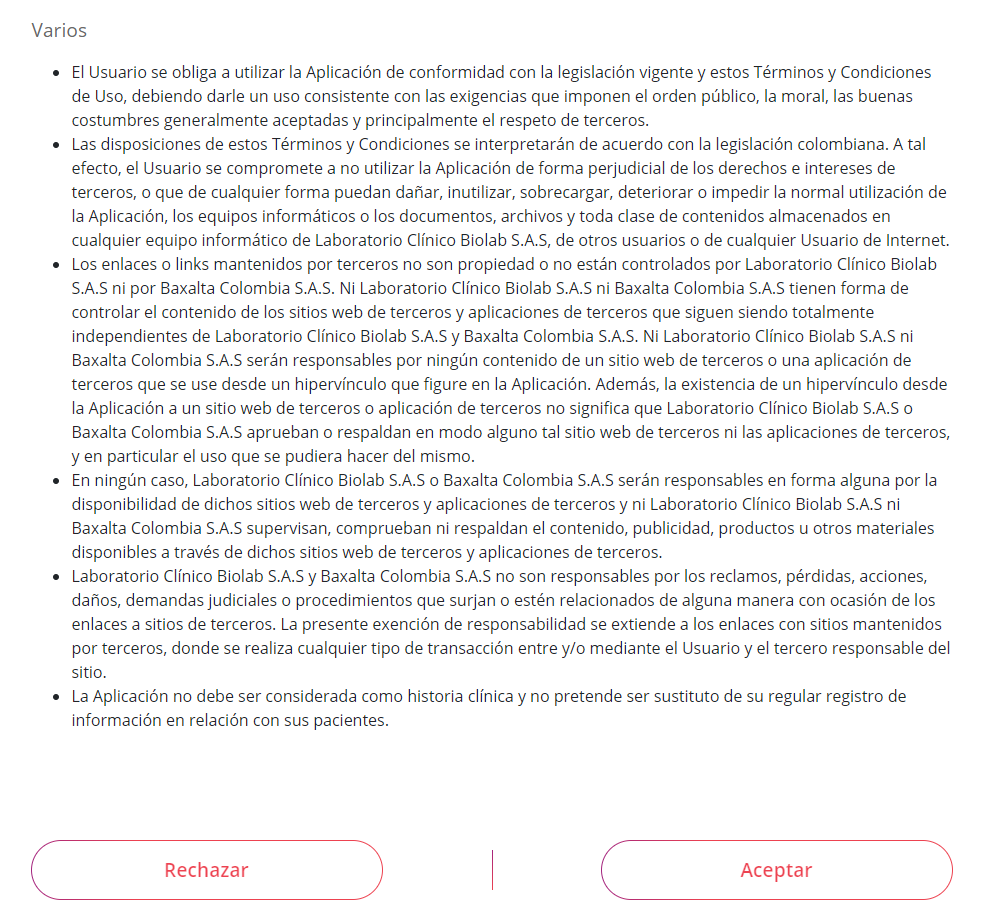 Varios
• El Usuario se obliga a utilizar la Aplicación de conformidad con la legislación vigente y estos Términos y Condiciones
de Uso, debiendo darle un uso consistente con las exigencias que imponen el orden público, la moral, las buenas
costumbres generalmente aceptadas y principalmente el respeto de terceros.
• Las disposiciones de estos Términos y Condiciones se interpretarán de acuerdo con la legislación colombiana. A tal
efecto, el Usuario se compromete a no utilizar la Aplicación de forma perjudicial de los derechos e intereses de
terceros, o que de cualquier forma puedan dañar, inutilizar, sobrecargar, deteriorar o impedir la normal utilización de
la Aplicación, los equipos informáticos o los documentos, archivos y toda clase de contenidos almacenados en
cualquier equipo informático de Laboratorio Clínico Biolab S.A.S, de otros usuarios o de cualquier Usuario de Internet.
• Los enlaces o links mantenidos por terceros no son propiedad o no están controlados por Laboratorio Clínico Biolab
S.A.S ni por Baxalta Colombia S.A.S. Ni Laboratorio Clínico Biolab S.A.S ni Baxalta Colombia S.A.S tienen forma de
controlar el contenido de los sitios web de terceros y aplicaciones de terceros que siguen siendo totalmente
independientes de Laboratorio Clínico Biolab S.A.S y Baxalta Colombia S.A.S. Ni Laboratorio Clínico Biolab S.A.S ni
Baxalta Colombia S.A.S serán responsables por ningún contenido de un sitio web de terceros o una aplicación de
terceros que se use desde un hipervínculo que figure en la Aplicación. Además, la existencia de un hipervínculo desde
la Aplicación a un sitio web de terceros o aplicación de terceros no significa que Laboratorio Clínico Biolab S.A.S o
Baxalta Colombia S.A.S aprueban o respaldan en modo alguno tal sitio web de terceros ni las aplicaciones de terceros,
y en particular el uso que se pudiera hacer del mismo.
• En ningún caso, Laboratorio Clínico Biolab S.A.S o Baxalta Colombia S.A.S serán responsables en forma alguna por la
disponibilidad de dichos sitios web de terceros y aplicaciones de terceros y ni Laboratorio Clínico Biolab S.A.S ni
Baxalta Colombia S.A.S supervisan, comprueban ni respaldan el contenido, publicidad, productos u otros materiales
disponibles a través de dichos sitios web de terceros y aplicaciones de terceros.
• Laboratorio Clínico Biolab S.A.S y Baxalta Colombia S.A.S no son responsables por los reclamos, pérdidas, acciones,
daños, demandas judiciales o procedimientos que surjan o estén relacionados de alguna manera con ocasión de los
enlaces a sitios de terceros. La presente exención de responsabilidad se extiende a los enlaces con sitios mantenidos
por terceros, donde se realiza cualquier tipo de transacción entre y/o mediante el Usuario y el tercero responsable del
sitio.
• La Aplicación no debe ser considerada como historia clínica y no pretende ser sustituto de su regular registro de
información en relación con sus pacientes.
Rechazar
Aceptar